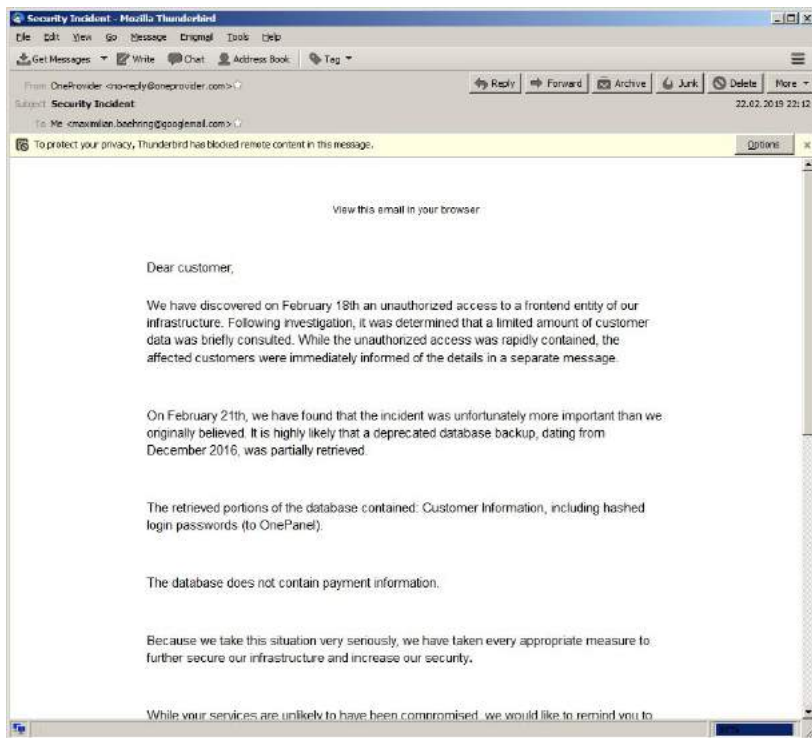 Security Incident - Mozilla Thunderbird
File Edit View Go Message Enigmail Tools Help
Get Messages Write Chat Address Book Tag
From OneProvider <no-reply@oneprovider.com> Reply Forward Archive Junk Delete More
Subject Security Incident 22.02.2019 22:12
To Me <maximilian.baehring@googlemail.com>
To protect your privacy, Thunderbird has blocked remote content in this message. Options
View this email in your browser
Dear customer,
We have discovered on February 18th an unauthorized access to a frontend entity of our
infrastructure. Following investigation, it was determined that a limited amount of customer
data was briefly consulted. While the unauthorized access was rapidly contained, the
affected customers were immediately informed of the details in a separate message.
On February 21th, we have found that the incident was unfortunately more important than we
originally believed. It is highly likely that a deprecated database backup, dating from
December 2016, was partially retrieved.
The retrieved portions of the database contained: Customer Information, including hashed
login passwords (to OnePanel).
The database does not contain payment information.
Because we take this situation very seriously, we have taken every appropriate measure to
further secure our infrastructure and increase our security.
While your services are unlikely to have been compromised, we would like to remind you to